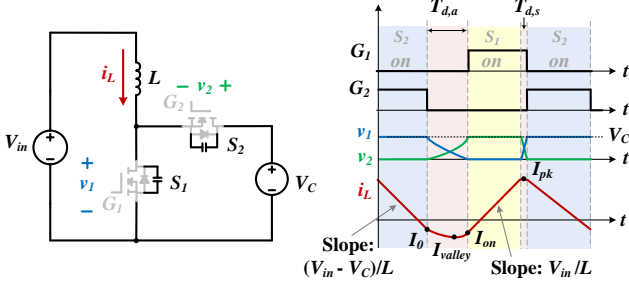 i_L
L
− v_2 +
G_2
S_2
V_in
+
v_1
−
G_1
S_1
V_C
T_d,a
T_d,s
S_2 on
S_1 on
S_2 on
G_1
t
G_2
t
v_1
V_C
v_2
t
i_L
I_pk
t
I_0
I_valley
I_on
Slope:
(V_in - V_C)/L
Slope: V_in/L